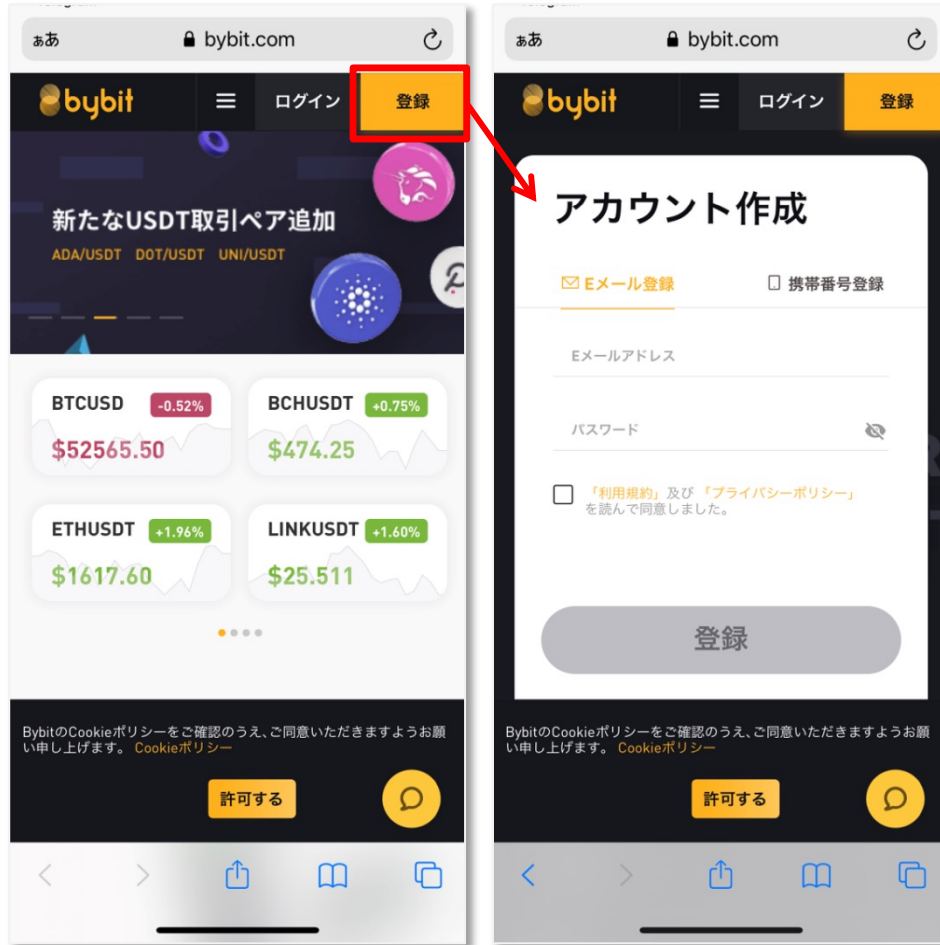 ぁあ
bybit.com
bybit
ログイン
登録
新たなUSDT取引ペア追加
ADA/USDT DOT/USDT UNI/USDT
BTCUSD -0.52%
$52565.50
BCHUSDT +0.75%
$474.25
ETHUSDT +1.96%
$1617.60
LINKUSDT +1.60%
$25.511
BybitのCookieポリシーをご確認のうえ、ご同意いただきますようお願
い申し上げます。 Cookieポリシー
許可する
ぁあ
bybit.com
bybit
ログイン
登録
アカウント作成
Eメール登録
携帯番号登録
Eメールアドレス
パスワード
「利用規約」及び 「プライバシーポリシー」
を読んで同意しました。
登録
BybitのCookieポリシーをご確認のうえ、ご同意いただきますようお願
い申し上げます。 Cookieポリシー
許可する